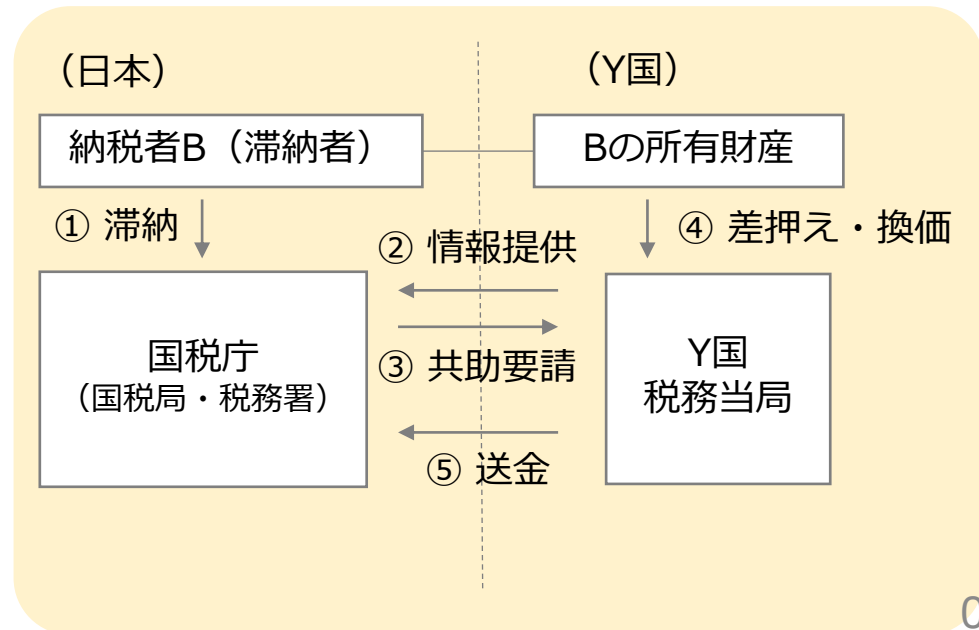 （日本）
（Y国）
納税者B（滞納者）
Bの所有財産
① 滞納
④ 差押え・換価
② 情報提供
国税庁
（国税局・税務署）
③ 共助要請
Y国
税務当局
⑤ 送金